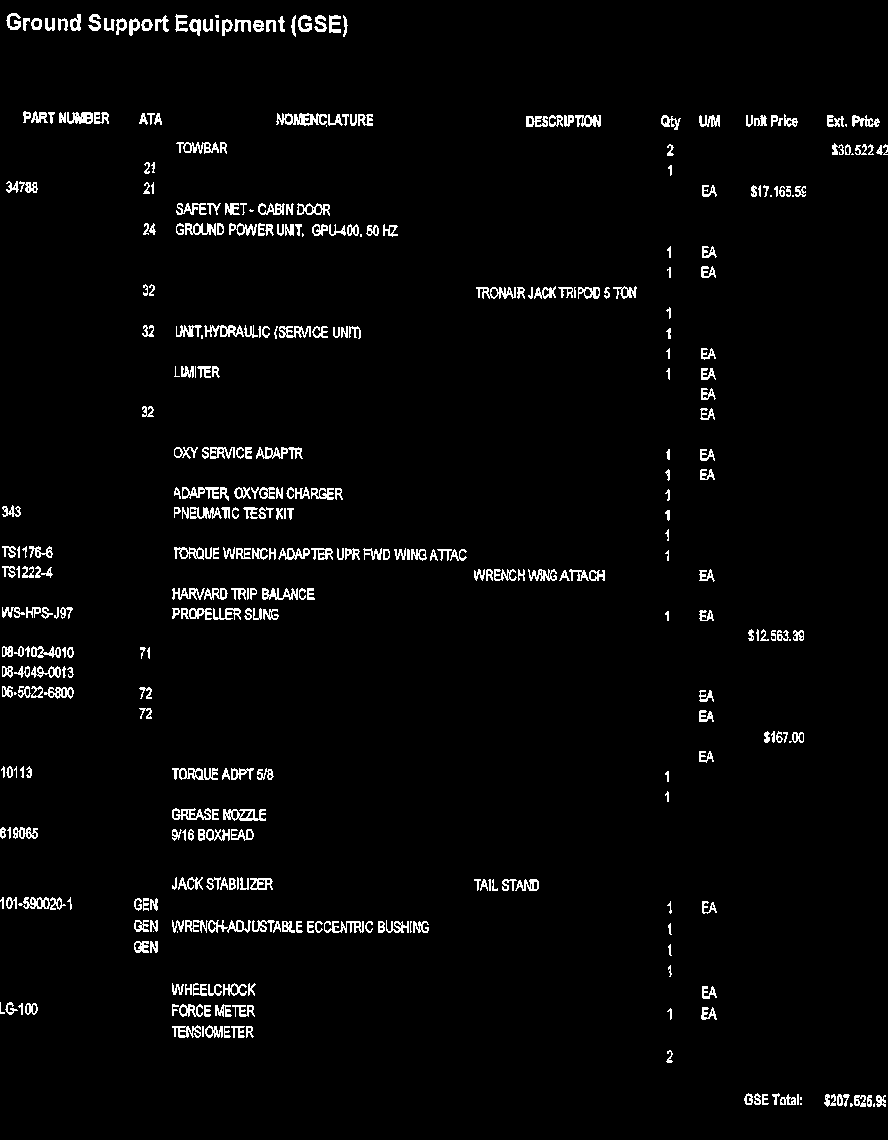 Ground Support Equipment (GSE)
PART NUMBER ATA NOMENCLATURE DESCRIPTION Qty U/M Unit Price Ext. Price
TOWBAR 2 $30.522.42
21 1
34788 21 EA $17.165.59
SAFETY NET - CABIN DOOR
24 GROUND POWER UNIT, GPU-400, 50 HZ
1 EA
1 EA
32 TRONAIR JACK TRIPOD 5 TON
1
32 UNIT,HYDRAULIC (SERVICE UNIT) 1
1 EA
LIMITER 1 EA
EA
32 EA
OXY SERVICE ADAPTR 1 EA
1 EA
ADAPTER, OXYGEN CHARGER 1
343 PNEUMATIC TEST KIT 1
1
TS1176-6 TORQUE WRENCH ADAPTER UPR FWD WING ATTAC 1
TS1222-4 WRENCH WING ATTACH EA
HARVARD TRIP BALANCE
WS-HPS-J97 PROPELLER SLING 1 EA
$12.563.39
08-0102-4010 71
08-4049-0013
06-5022-6800 72 EA
72 EA
$167.00
EA
10113 TORQUE ADPT 5/8 1
1
GREASE NOZZLE
619065 9/16 BOXHEAD
JACK STABILIZER TAIL STAND
101-590020-1 GEN 1 EA
GEN WRENCH-ADJUSTABLE ECCENTRIC BUSHING 1
GEN 1
1
WHEELCHOCK EA
LG-100 FORCE METER 1 EA
TENSIOMETER
2
GSE Total: $207,626.99